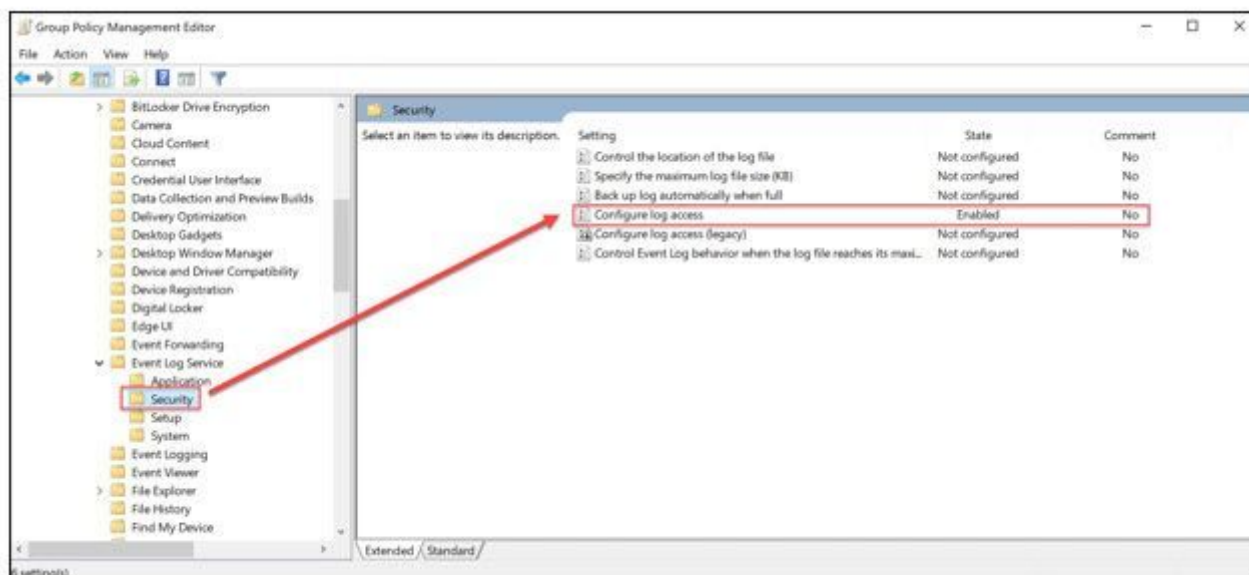 Group Policy Management Editor
File Action View Help
BitLocker Drive Encryption
Camera
Cloud Content
Connect
Credential User Interface
Data Collection and Preview Builds
Delivery Optimization
Desktop Gadgets
Desktop Window Manager
Device and Driver Compatibility
Device Registration
Digital Locker
Edge UI
Event Forwarding
Event Log Service
Application
Security
Setup
System
Event Logging
Event Viewer
File Explorer
File History
Find My Device
Security
Select an item to view its description.
Setting State Comment
Control the location of the log file Not configured No
Specify the maximum log file size (KB) Not configured No
Back up log automatically when full Not configured No
Configure log access Enabled No
Configure log access (legacy) Not configured No
Control Event Log behavior when the log file reaches its maxi... Not configured No
Extended Standard
6 setting(s)